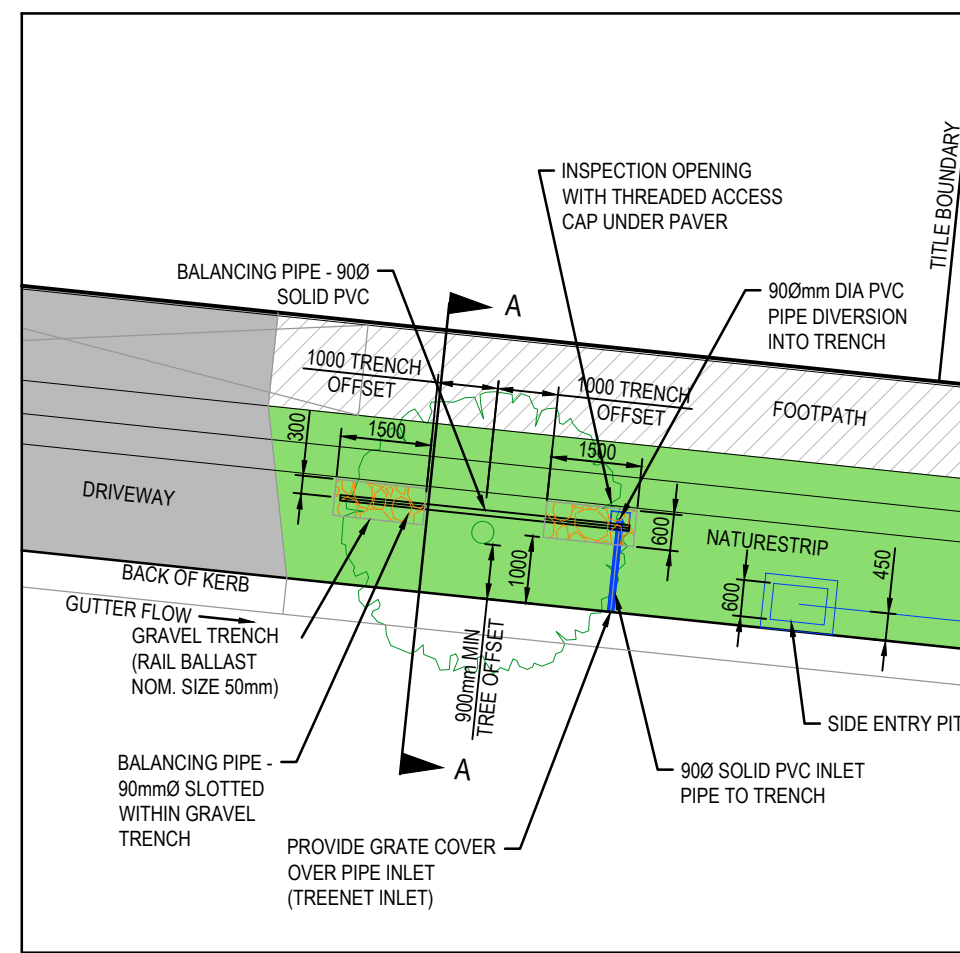 TITLE BOUNDARY
INSPECTION OPENING
WITH THREADED ACCESS
CAP UNDER PAVER
BALANCING PIPE - 90Ø
SOLID PVC
90Ømm DIA PVC
PIPE DIVERSION
INTO TRENCH
A
1000 TRENCH
OFFSET
1000 TRENCH
OFFSET
FOOTPATH
300
1500
1500
DRIVEWAY
600
NATURESTRIP
450
1000
600
BACK OF KERB
GUTTER FLOW
GRAVEL TRENCH
(RAIL BALLAST
NOM. SIZE 50mm)
900mm MIN
TREE OFFSET
SIDE ENTRY PIT
A
BALANCING PIPE -
90mmØ SLOTTED
WITHIN GRAVEL
TRENCH
90Ø SOLID PVC INLET
PIPE TO TRENCH
PROVIDE GRATE COVER
OVER PIPE INLET
(TREENET INLET)